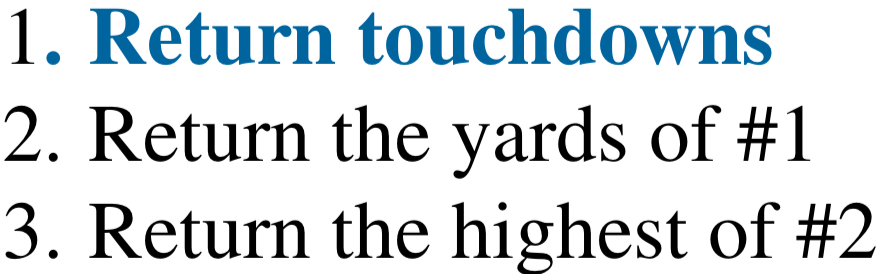 1. Return touchdowns
2. Return the yards of #1
3. Return the highest of #2